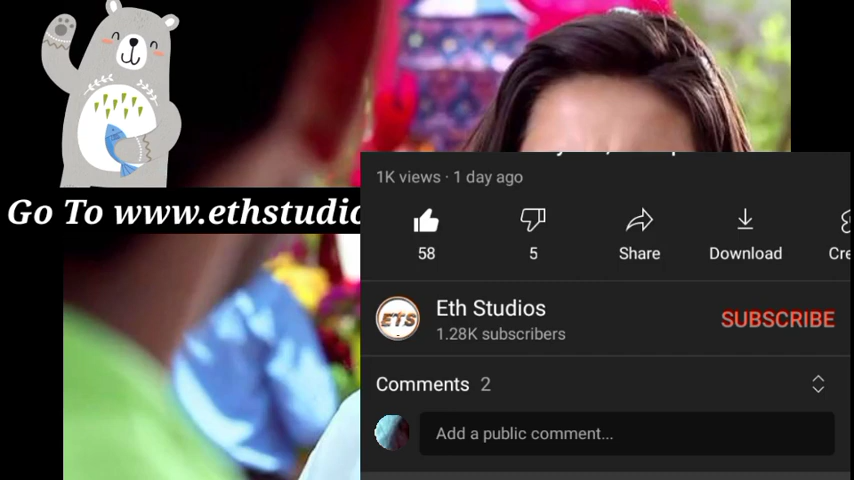 Go To www.ethstudio
1K views · 1 day ago
58
5
Share
Download
Cre
ETS
Eth Studios
1.28K subscribers
SUBSCRIBE
Comments 2
Add a public comment...